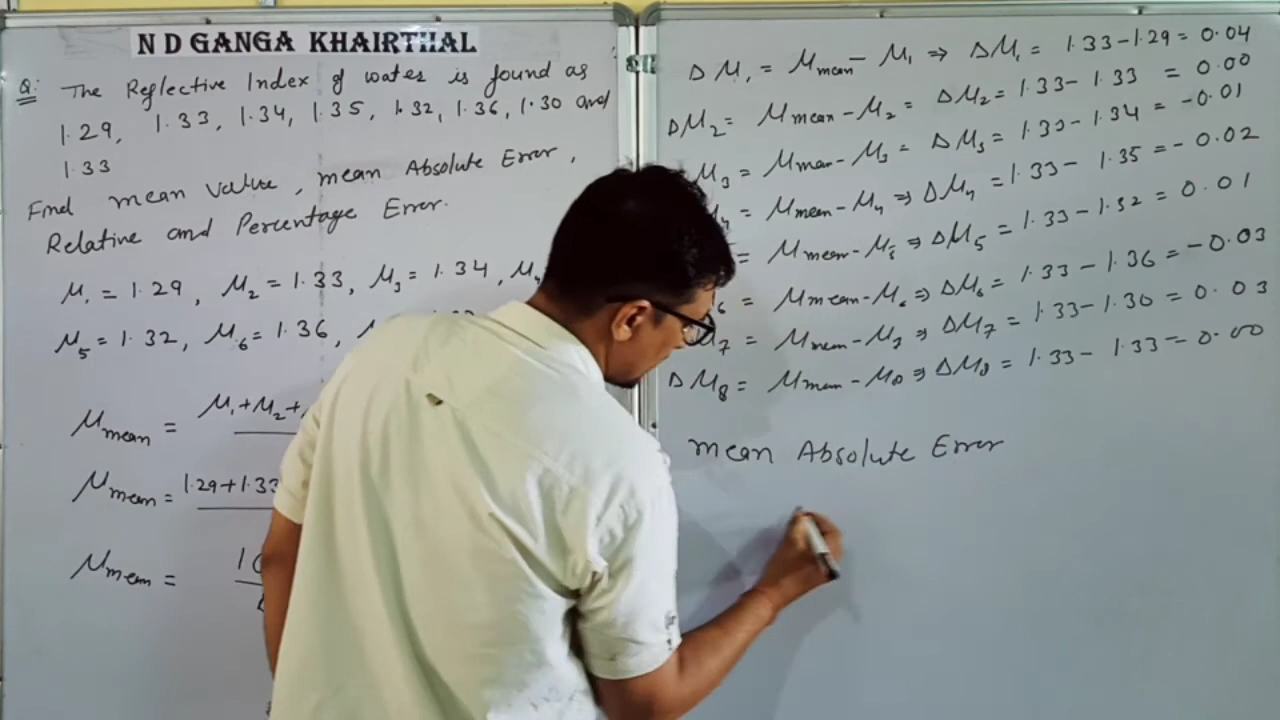 N D GANGA KHAIRTHAL
Q: The Reflective Index of water is found as
1.29, 1.33, 1.34, 1.35, 1.32, 1.36, 1.30 and
1.33
Find mean value, mean Absolute Error,
Relative and Percentage Error.
μ₁ = 1.29, μ₂ = 1.33, μ₃ = 1.34, μ₄
μ₅ = 1.32, μ₆ = 1.36,
μmean = μ₁+μ₂+
μmean = 1.29+1.33
μmean = 1
Δμ₁ = μmean - μ₁ ⇒ Δμ₁ = 1.33-1.29 = 0.04
Δμ₂ = μmean - μ₂ = Δμ₂ = 1.33-1.33 = 0.00
μ₃ = μmean - μ₃ = Δμ₃ = 1.33-1.34 = -0.01
= μmean - μ₄ ⇒ Δμ₄ = 1.33-1.35 = -0.02
= μmean - μ₅ ⇒ Δμ₅ = 1.33-1.32 = 0.01
6 = μmean - μ₆ ⇒ Δμ₆ = 1.33-1.36 = -0.03
μ₇ = μmean - μ₇ ⇒ Δμ₇ = 1.33-1.30 = 0.03
Δμ₈ = μmean - μ₈ ⇒ Δμ₈ = 1.33-1.33 = 0.00
mean Absolute Error